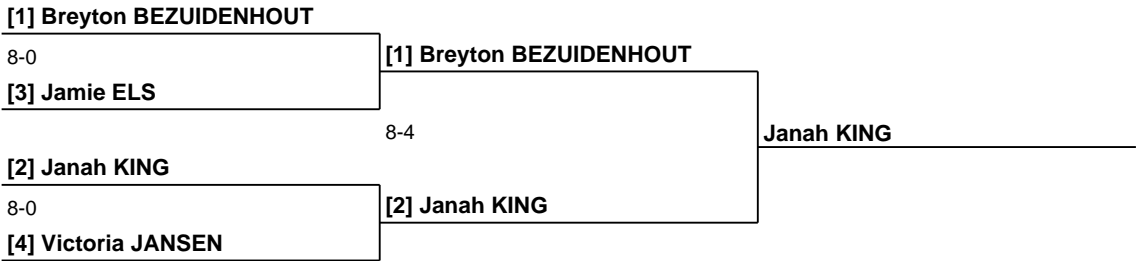 [1] Breyton BEZUIDENHOUT
8-0
[1] Breyton BEZUIDENHOUT
[3] Jamie ELS
8-4
Janah KING
[2] Janah KING
8-0
[2] Janah KING
[4] Victoria JANSEN